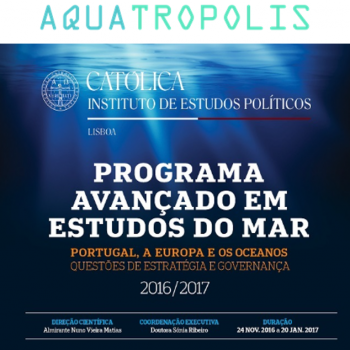 AQUATROPOLIS
CATÓLICA
INSTITUTO DE ESTUDOS POLÍTICOS
LISBOA
PROGRAMA
AVANÇADO EM
ESTUDOS DO MAR
PORTUGAL, A EUROPA E OS OCEANOS
QUESTÕES DE ESTRATÉGIA E GOVERNANÇA
2016/2017
DIREÇÃO CIENTÍFICA
Almirante Nuno Vieira Matias
COORDENAÇÃO EXECUTIVA
Doutora Sónia Ribeiro
DURAÇÃO
24 NOV. 2016 a 20 JAN. 2017